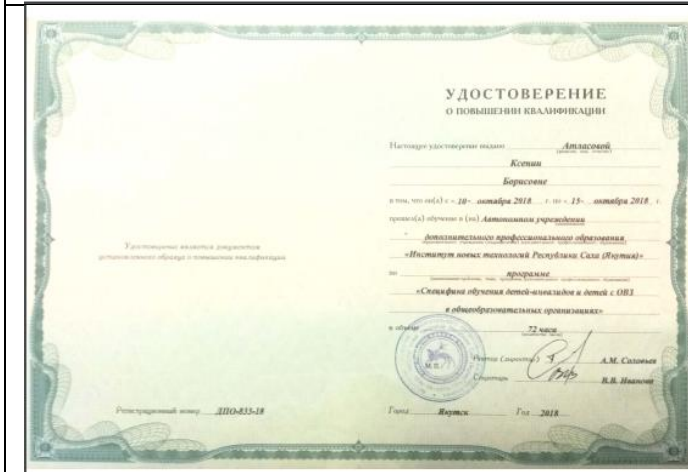 Удостоверение является документом
установленного образца о повышении квалификации
Регистрационный номер ДПО-833-18
УДОСТОВЕРЕНИЕ
О ПОВЫШЕНИИ КВАЛИФИКАЦИИ
Настоящее удостоверение выдано Атласовой
Ксении
Борисовне
в том, что он(а) с «10» октября 2018 г. по «15» октября 2018 г.
прошел(а) обучение в (на) Автономном учреждении
дополнительного профессионального образования
«Институт новых технологий Республики Саха (Якутия)»
по программе
«Специфика обучения детей-инвалидов и детей с ОВЗ
в общеобразовательных организациях»
в объеме 72 часа
Ректор (директор) А.М. Соловьев
М.П.
Секретарь В.В. Иванова
Город Якутск Год 2018